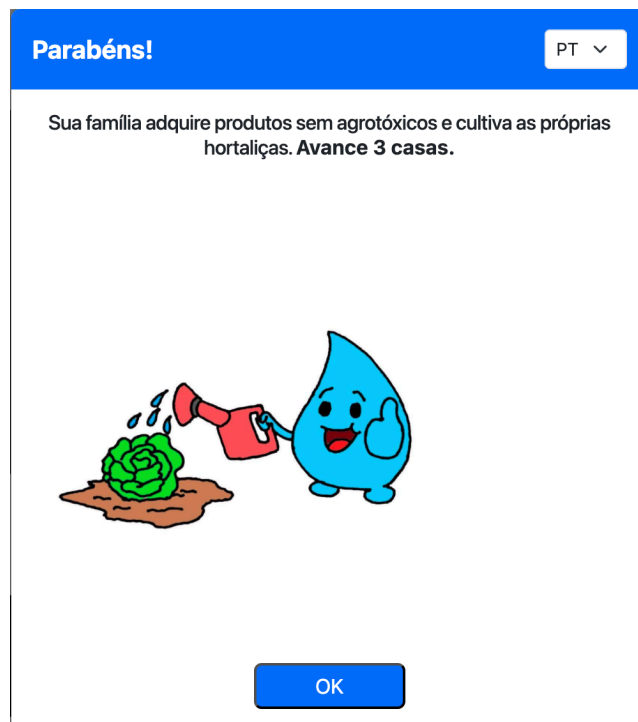 Parabéns!
PT
Sua família adquire produtos sem agrotóxicos e cultiva as próprias
hortaliças. Avance 3 casas.
OK